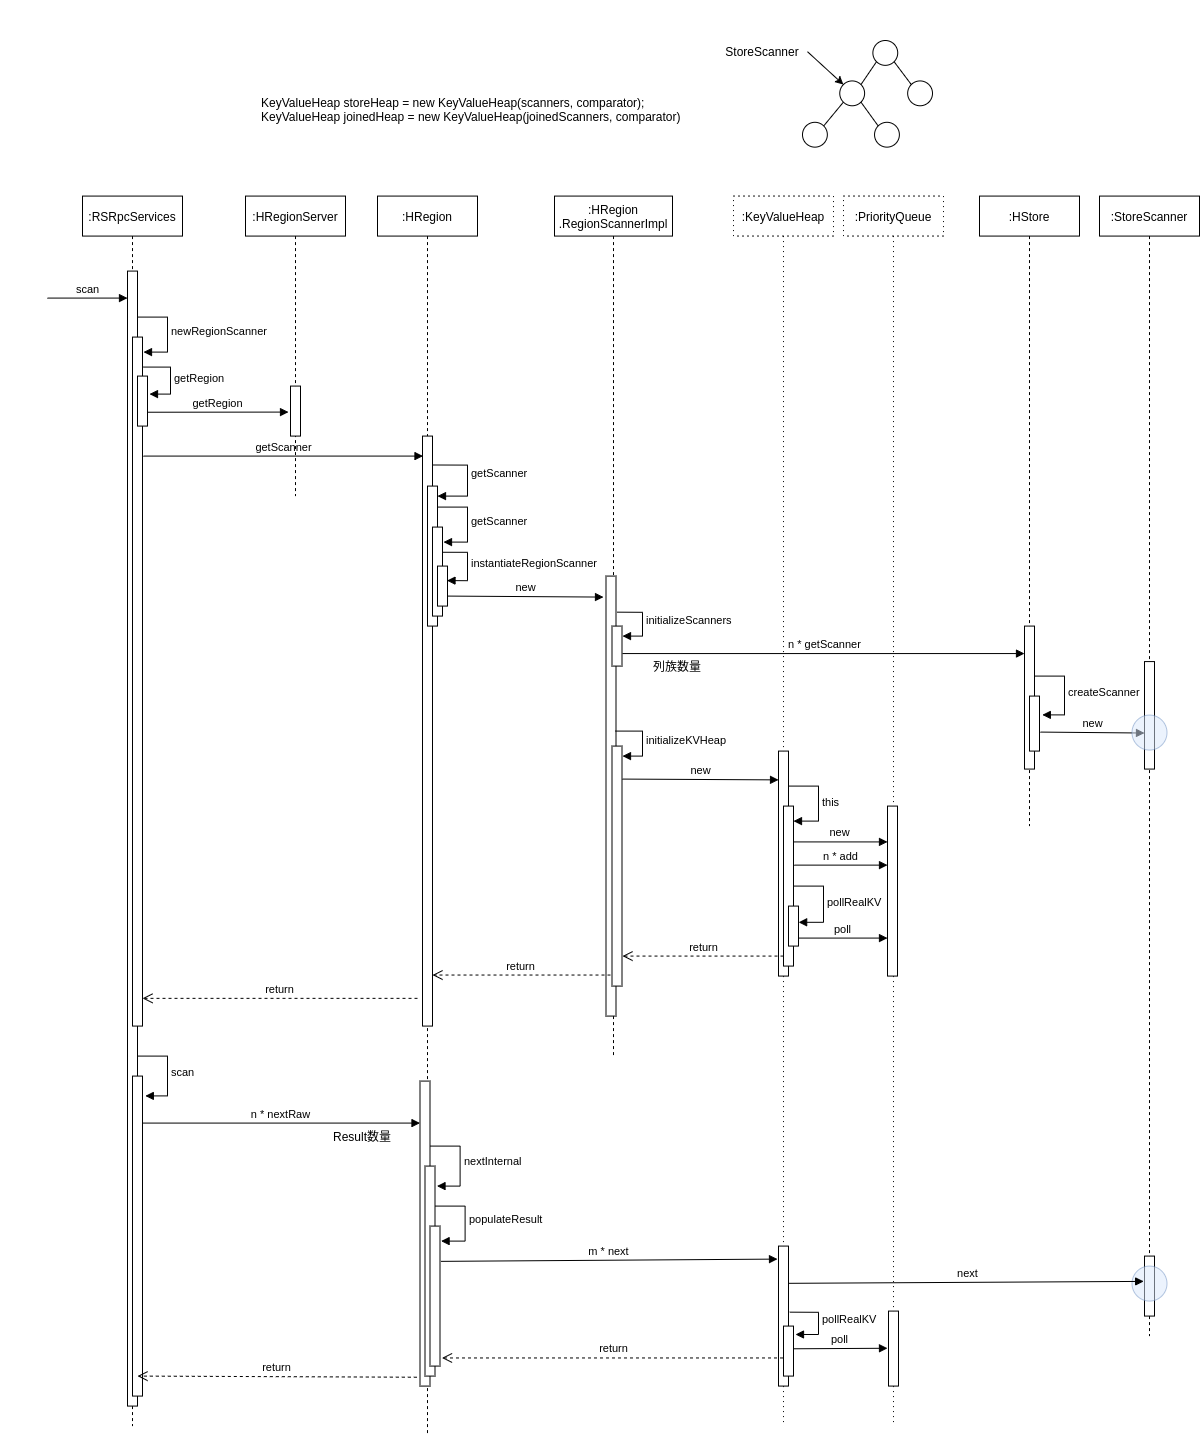 StoreScanner
KeyValueHeap storeHeap = new KeyValueHeap(scanners, comparator);
KeyValueHeap joinedHeap = new KeyValueHeap(joinedScanners, comparator)
:RSRpcServices
:HRegionServer
:HRegion
:HRegion
.RegionScannerImpl
:KeyValueHeap
:PriorityQueue
:HStore
:StoreScanner
scan
newRegionScanner
getRegion
getRegion
getScanner
getScanner
getScanner
instantiateRegionScanner
new
initializeScanners
n * getScanner
列族数量
createScanner
new
initializeKVHeap
new
this
new
n * add
pollRealKV
poll
return
return
return
scan
n * nextRaw
Result数量
nextInternal
populateResult
m * next
next
pollRealKV
poll
return
return